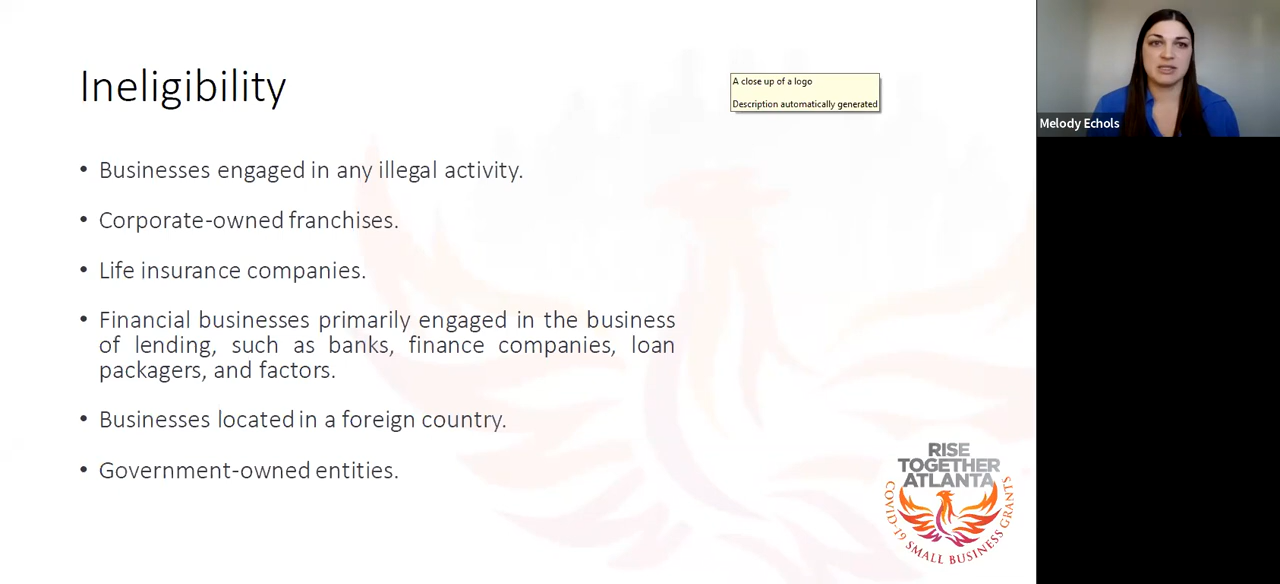 Ineligibility
A close up of a logo
Description automatically generated
Melody Echols
• Businesses engaged in any illegal activity.
• Corporate-owned franchises.
• Life insurance companies.
• Financial businesses primarily engaged in the business
of lending, such as banks, finance companies, loan
packagers, and factors.
• Businesses located in a foreign country.
• Government-owned entities.
RISE
TOGETHER
ATLANTA
COVID-19 SMALL BUSINESS GRANTS